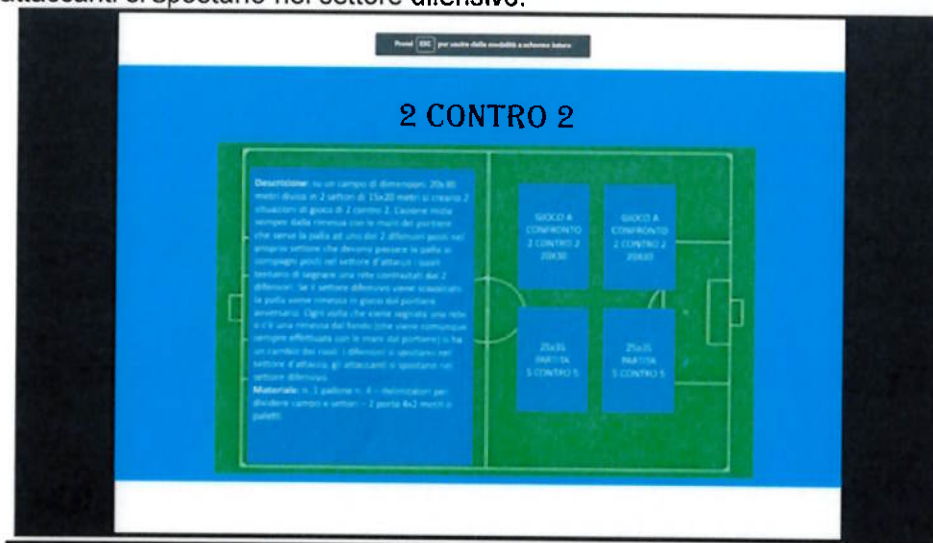 attaccanti si spostano nel settore difensivo.
Premi ESC per uscire dalla modalità a schermo intero
2 CONTRO 2
Descrizione: su un campo di dimensioni 20x30
metri diviso in 2 settori di 15x20 metri si creano 2
situazioni di gioco di 2 contro 2. L'azione inizia
sempre dalla rimessa con le mani del portiere
che serve la palla ad uno dei 2 difensori posti nel
proprio settore che devono passare la palla ai
compagni posti nel settore d'attacco i quali
tentano di segnare una rete contrastati dai 2
difensori. Se il settore difensivo viene scavalcato
la palla viene rimessa in gioco dal portiere
avversario. Ogni volta che viene segnata una rete
o c'è una rimessa dal fondo (che viene comunque
sempre effettuata con le mani dal portiere) si ha
un cambio dei ruoli: i difensori si spostano nel
settore d'attacco, gli attaccanti si spostano nel
settore difensivo.
Materiale: n. 1 pallone n. 4 – delimitatori per
dividere campo e settori – 2 porte 4x2 metri o
paletti.
GIOCO A
CONFRONTO
2 CONTRO 2
20X30
GIOCO A
CONFRONTO
2 CONTRO 2
20X30
25x35
PARTITA
5 CONTRO 5
25x35
PARTITA
5 CONTRO 5